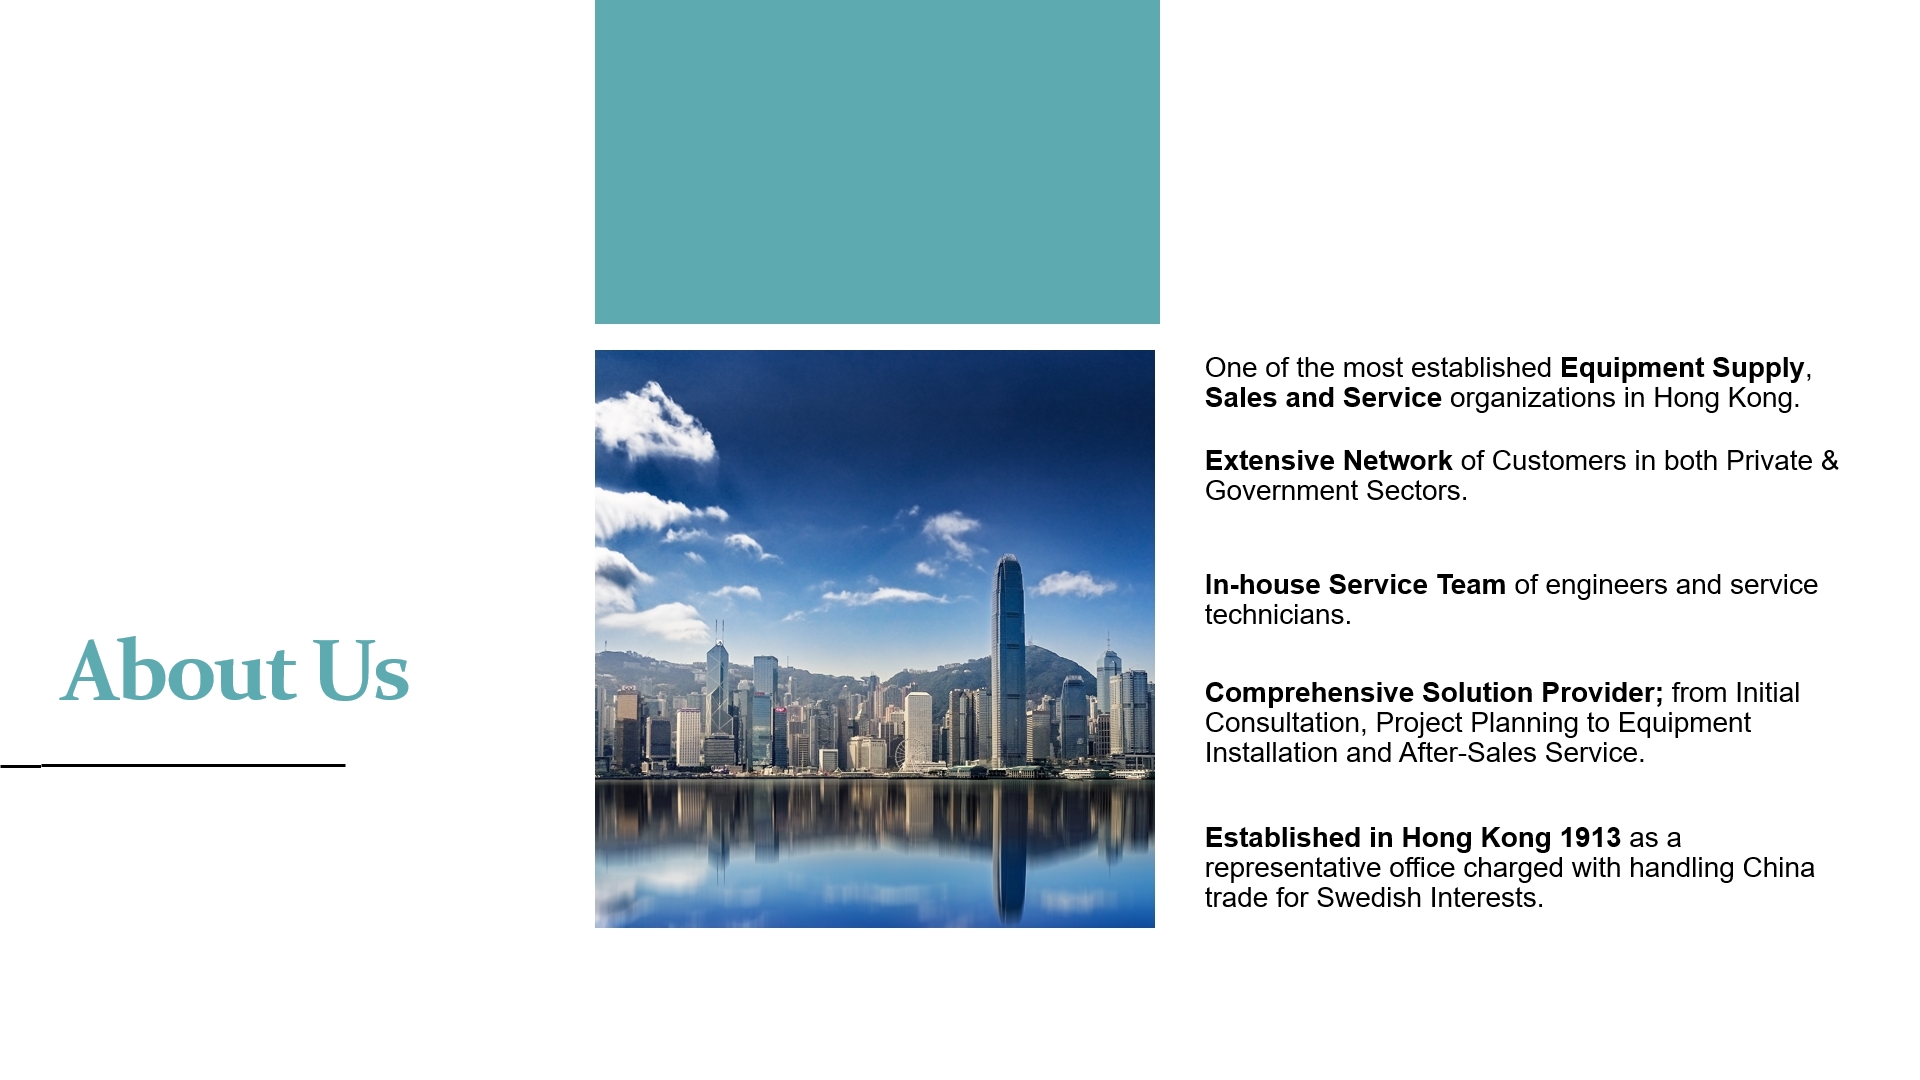 About Us
One of the most established Equipment Supply,
Sales and Service organizations in Hong Kong.
Extensive Network of Customers in both Private &
Government Sectors.
In-house Service Team of engineers and service
technicians.
Comprehensive Solution Provider; from Initial
Consultation, Project Planning to Equipment
Installation and After-Sales Service.
Established in Hong Kong 1913 as a
representative office charged with handling China
trade for Swedish Interests.